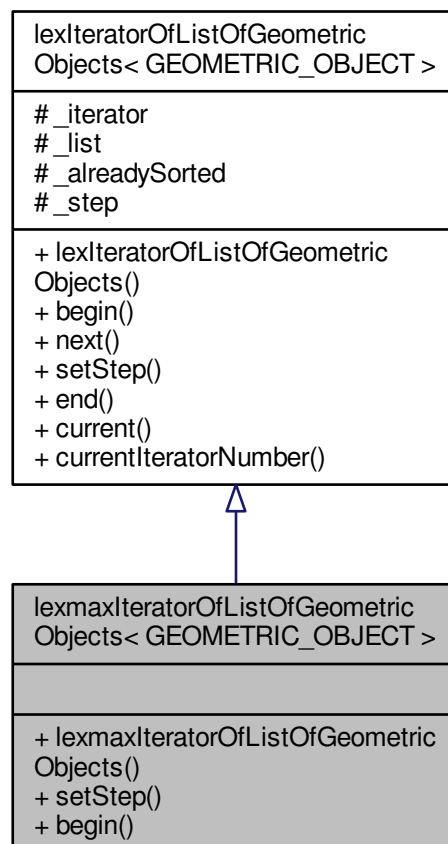 lexIteratorOfListOfGeometric
Objects< GEOMETRIC_OBJECT >
# _iterator
# _list
# _alreadySorted
# _step
+ lexIteratorOfListOfGeometric
Objects()
+ begin()
+ next()
+ setStep()
+ end()
+ current()
+ currentIteratorNumber()
lexmaxIteratorOfListOfGeometric
Objects< GEOMETRIC_OBJECT >
+ lexmaxIteratorOfListOfGeometric
Objects()
+ setStep()
+ begin()